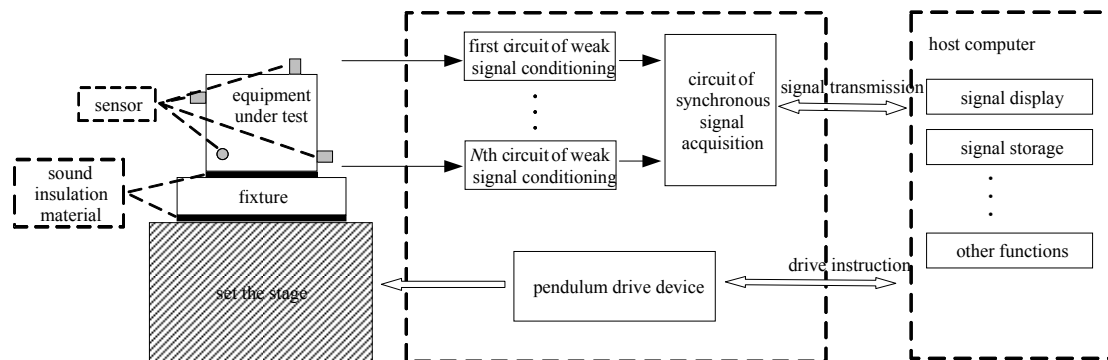 sensor
equipment
under test
sound
insulation
material
fixture
set the stage
first circuit of weak
signal conditioning
Nth circuit of weak
signal conditioning
circuit of
synchronous
signal
acquisition
pendulum drive device
signal transmission
drive instruction
host computer
signal display
signal storage
other functions